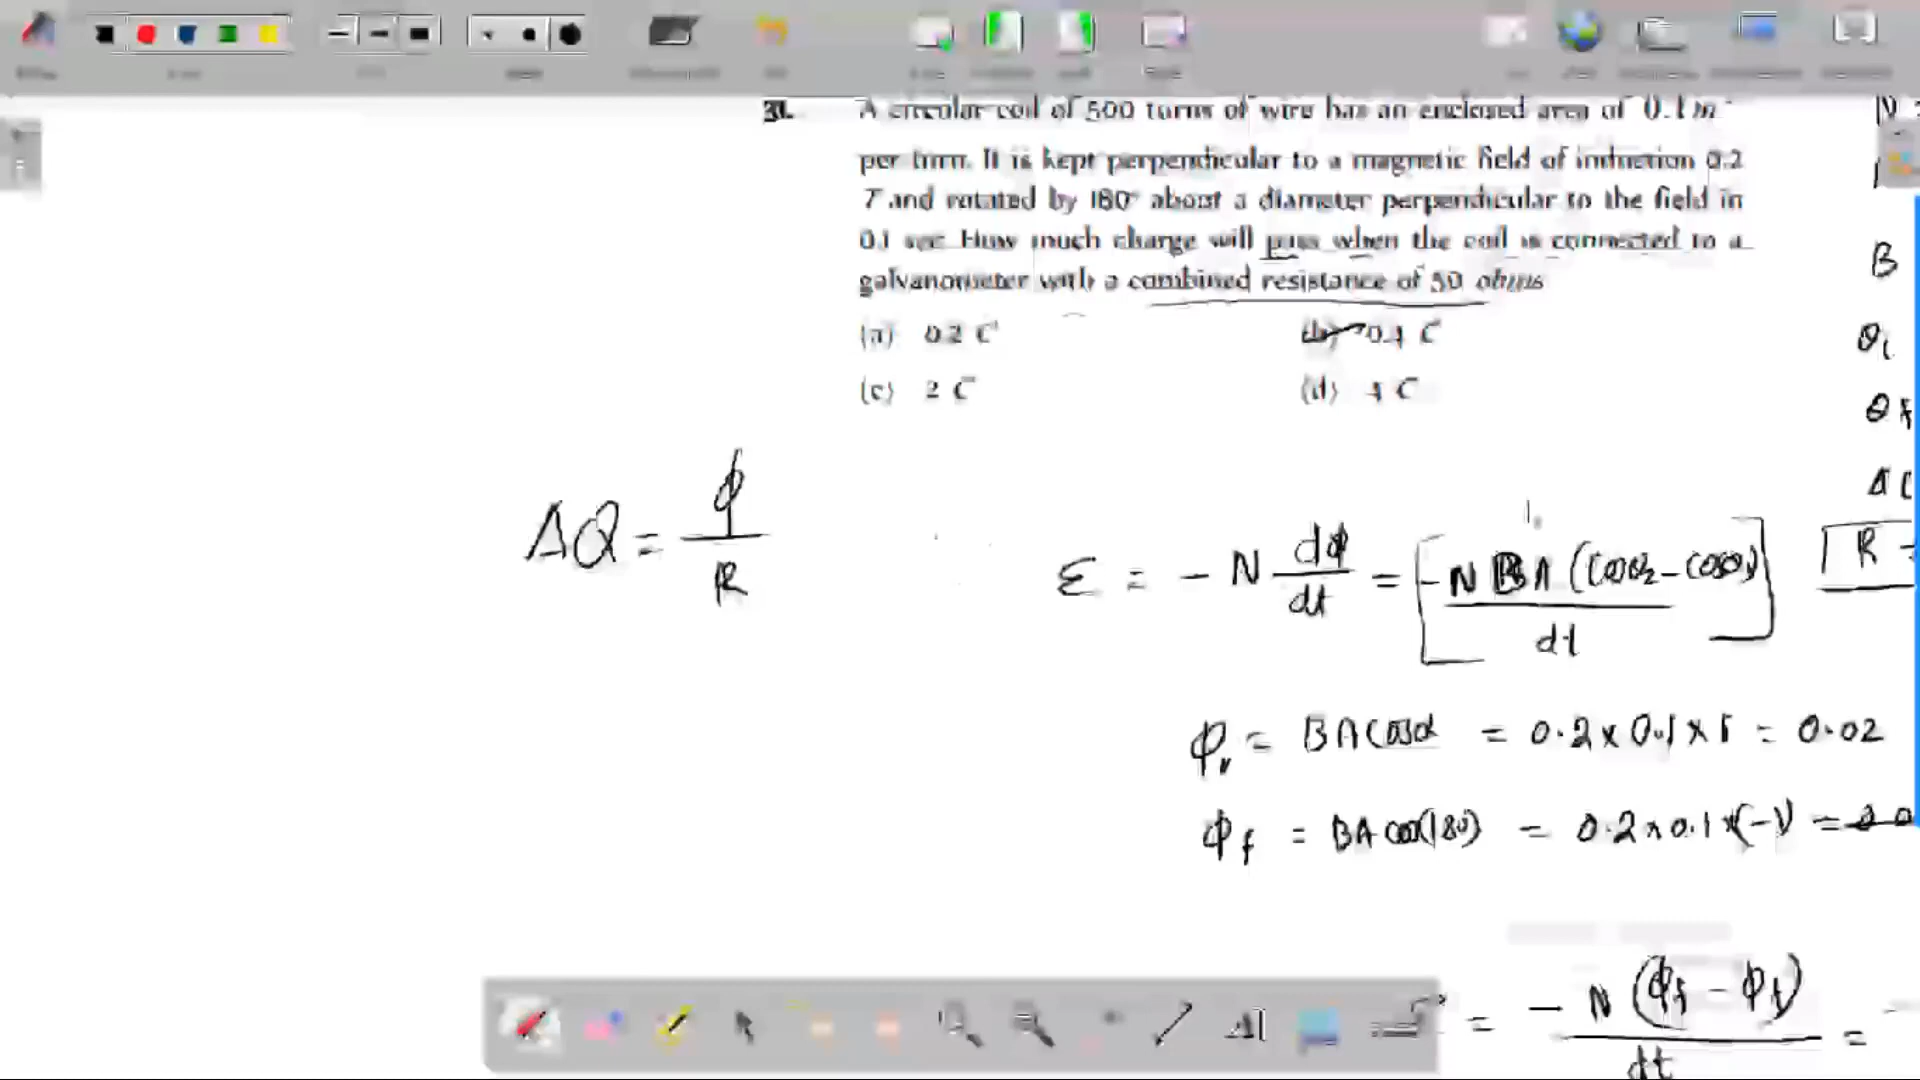 31. A circular coil of 500 turns of wire has an enclosed area of 0.1 m
per turn. It is kept perpendicular to a magnetic field of induction 0.2
T and rotated by 180° about a diameter perpendicular to the field in
0.1 sec. How much charge will pass when the coil is connected to a
galvanometer with a combined resistance of 50 ohms
(a) 0.2 C (b) 0.4 C
(c) 2 C (d) 4 C
B
θ
θ
ΔQ = φ / R
ε = - N dφ/dt = [- N BA (cosθ₂ - cosθ₁) / dt]
R =
φ = BA cosα = 0.2 × 0.1 × 1 = 0.02
φf = BA cos(180) = 0.2 × 0.1 × (-1) =
= - N (φf - φi) / dt =